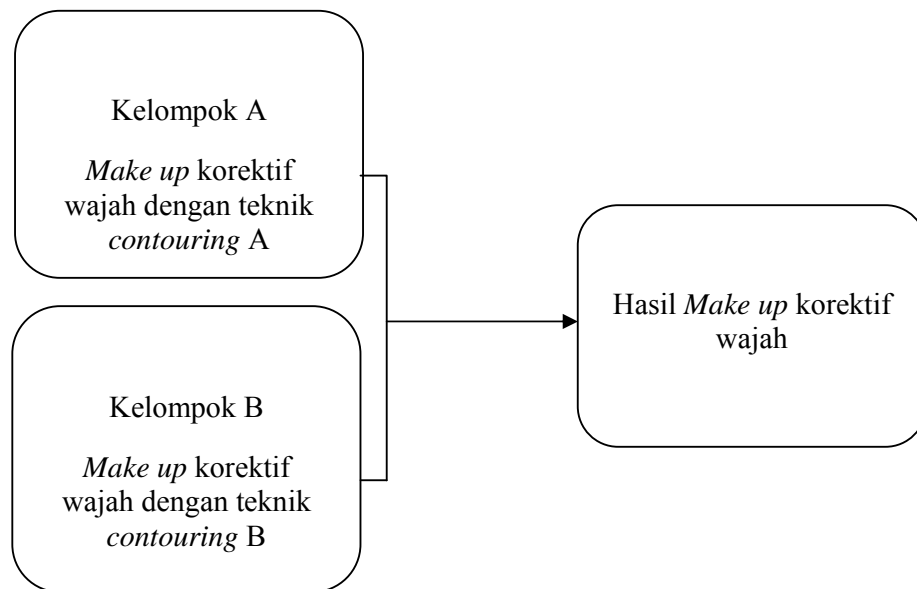 Kelompok A
Make up korektif
wajah dengan teknik
contouring A
Kelompok B
Make up korektif
wajah dengan teknik
contouring B
Hasil Make up korektif
wajah